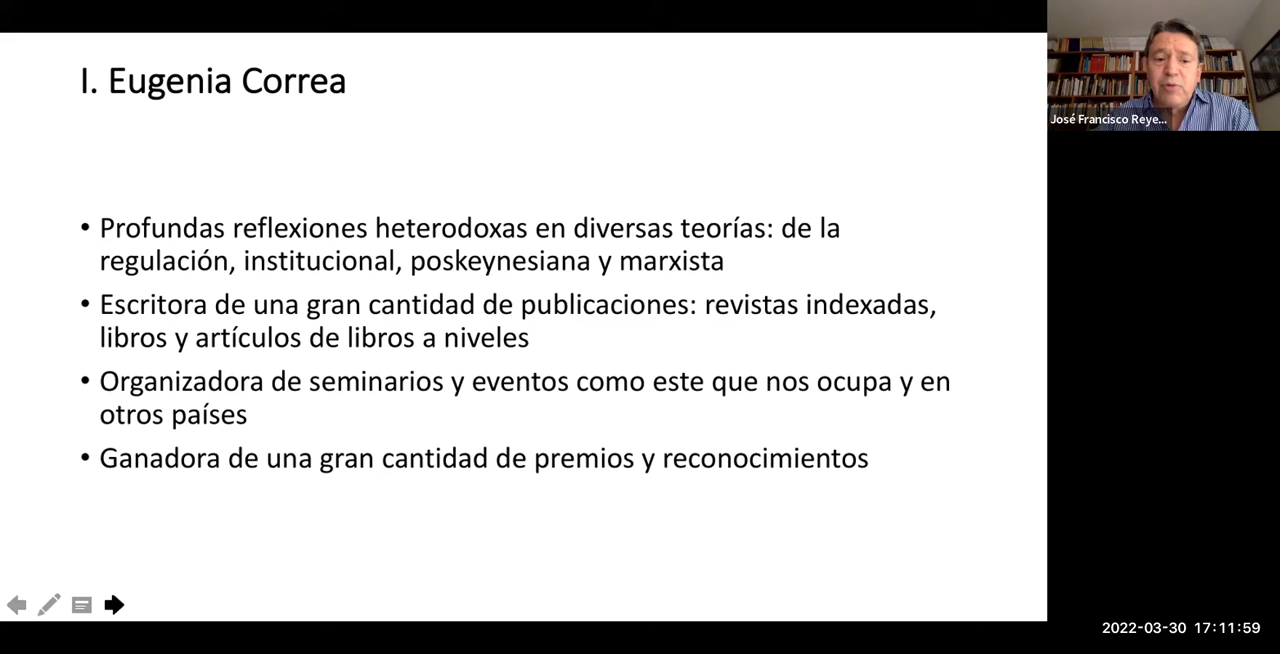 I. Eugenia Correa
• Profundas reflexiones heterodoxas en diversas teorías: de la
regulación, institucional, poskeynesiana y marxista
• Escritora de una gran cantidad de publicaciones: revistas indexadas,
libros y artículos de libros a niveles
• Organizadora de seminarios y eventos como este que nos ocupa y en
otros países
• Ganadora de una gran cantidad de premios y reconocimientos
José Francisco Reye...
2022-03-30 17:11:59